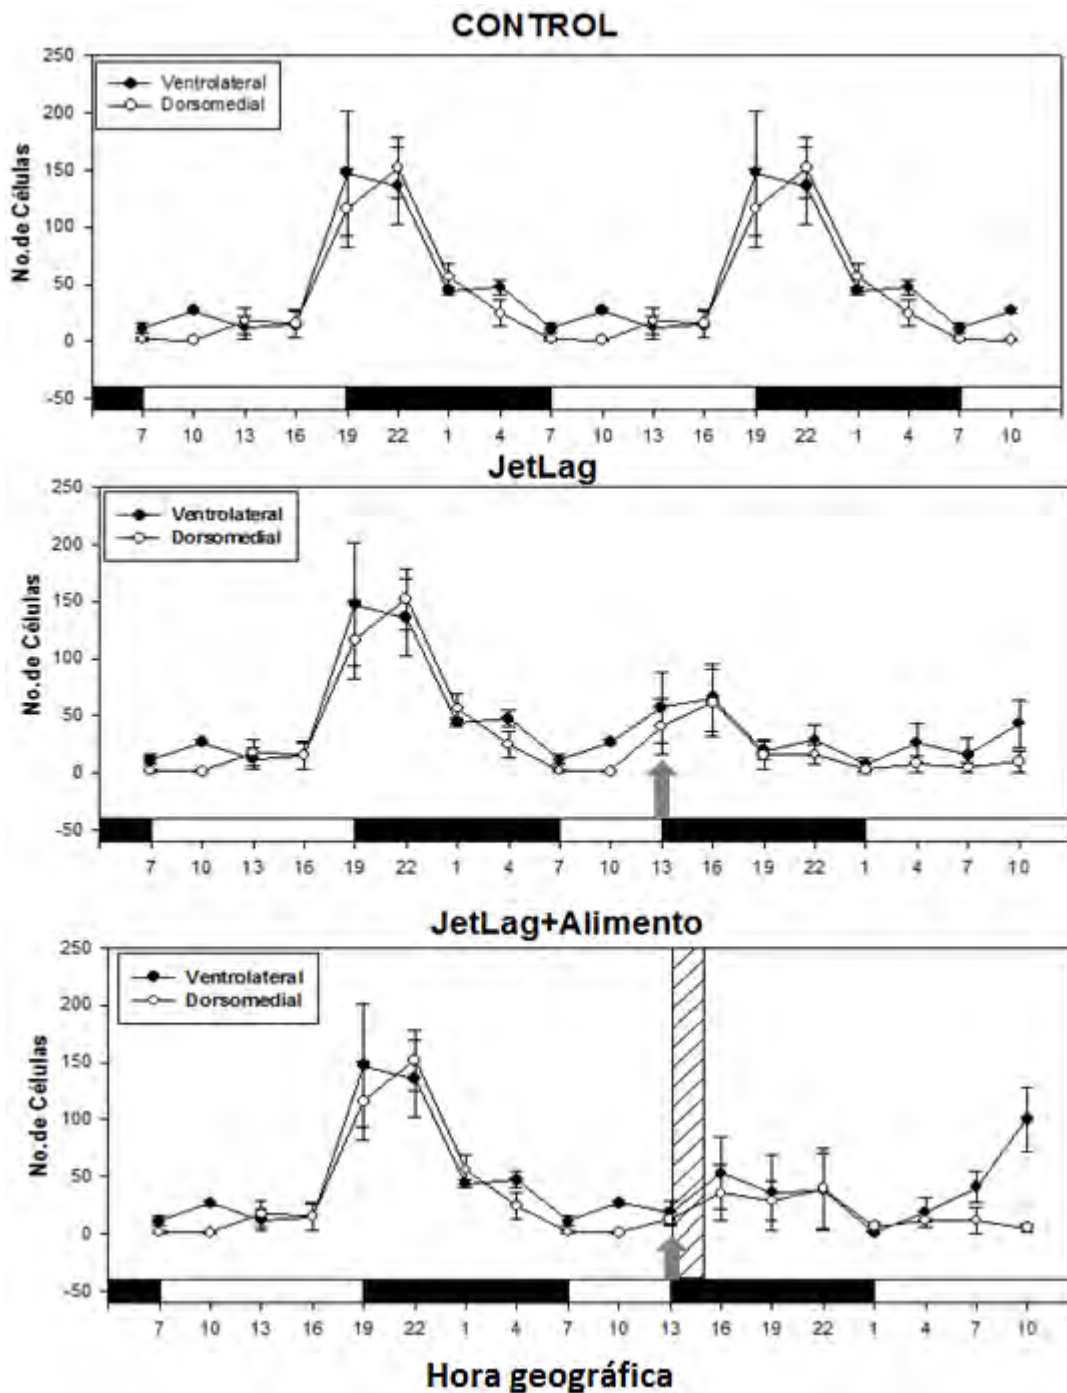 CONTROL
250
200
150
100
50
0
-50
No.de Células
Ventrolateral
Dorsomedial
7 10 13 16 19 22 1 4 7 10 13 16 19 22 1 4 7 10
JetLag
250
200
150
100
50
0
-50
No.de Células
Ventrolateral
Dorsomedial
7 10 13 16 19 22 1 4 7 10 13 16 19 22 1 4 7 10
JetLag+Alimento
250
200
150
100
50
0
-50
No.de Células
Ventrolateral
Dorsomedial
7 10 13 16 19 22 1 4 7 10 13 16 19 22 1 4 7 10
Hora geográfica